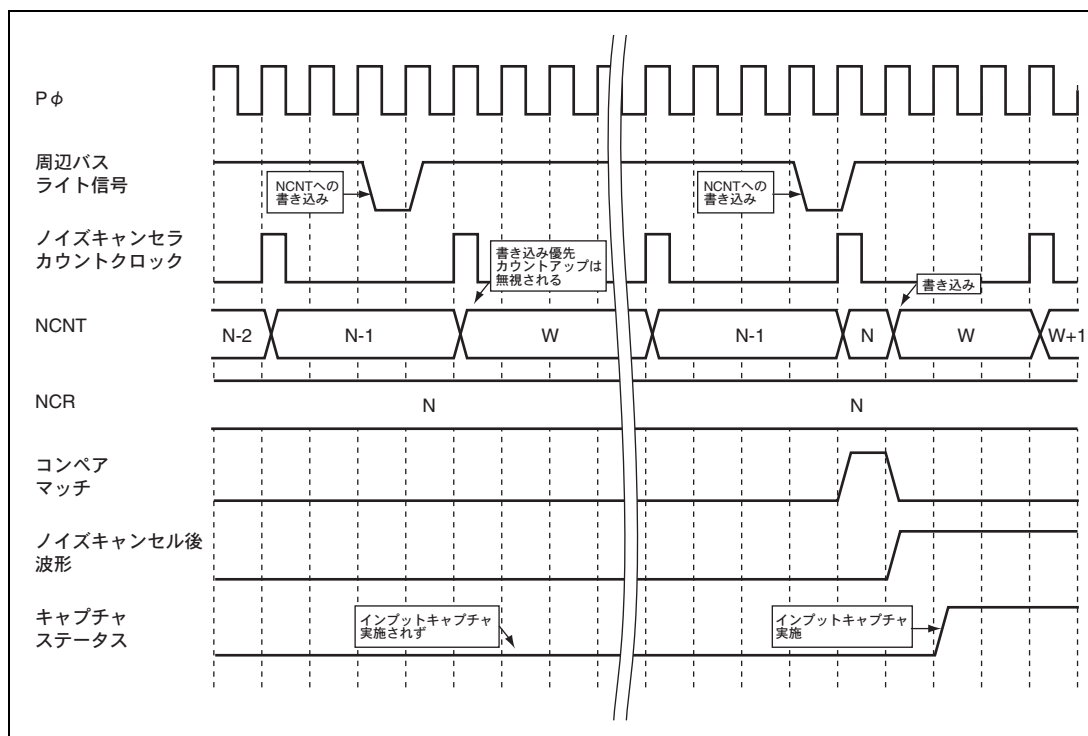 Pφ
周辺バス
ライト信号
NCNTへの
書き込み
NCNTへの
書き込み
ノイズキャンセラ
カウントクロック
書き込み優先
カウントアップは
無視される
書き込み
NCNT
N-2
N-1
W
N-1
N
W
W+1
NCR
N
N
コンペア
マッチ
ノイズキャンセル後
波形
キャプチャ
ステータス
インプットキャプチャ
実施されず
インプットキャプチャ
実施